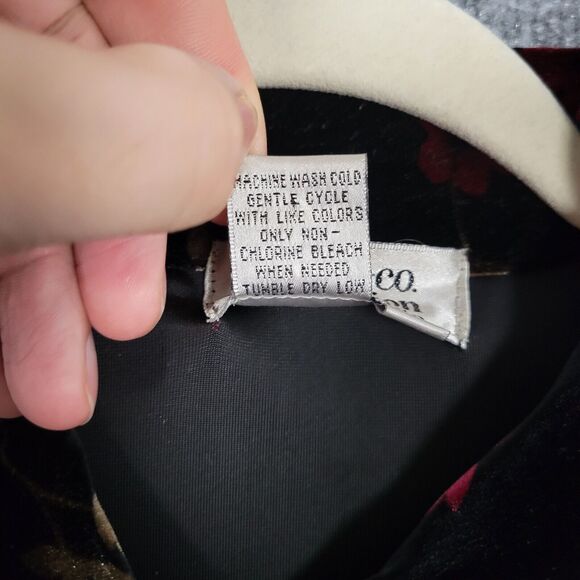 MACHINE WASH COLD
GENTLE CYCLE
WITH LIKE COLORS
ONLY NON-
CHLORINE BLEACH
WHEN NEEDED
TUMBLE DRY LOW
CO.